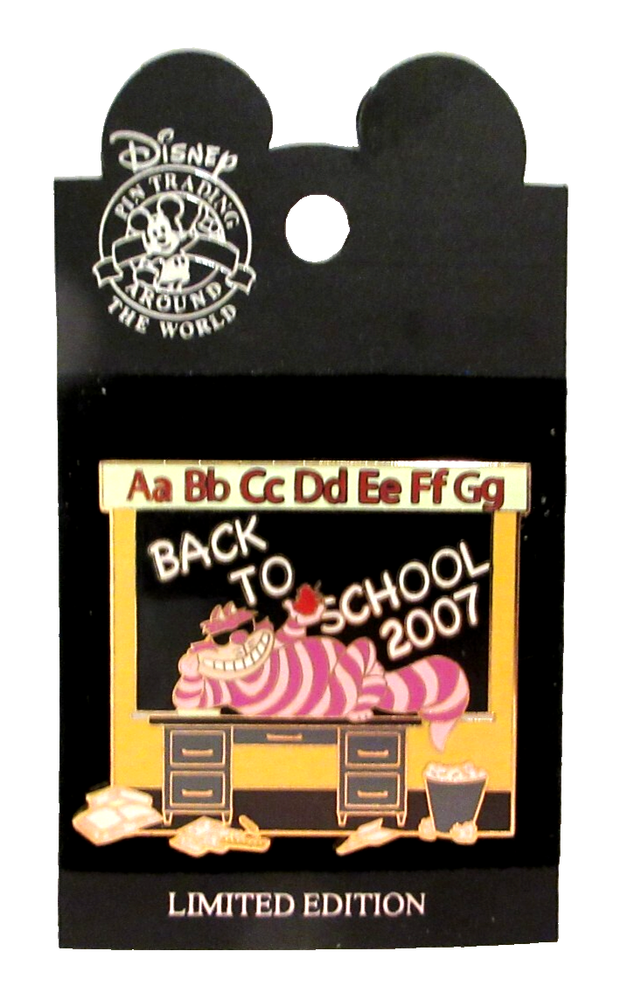 DISNEY
PIN TRADING
AROUND
THE WORLD
Aa Bb Cc Dd Ee Ff Gg
BACK
TO
SCHOOL
2007
LIMITED EDITION